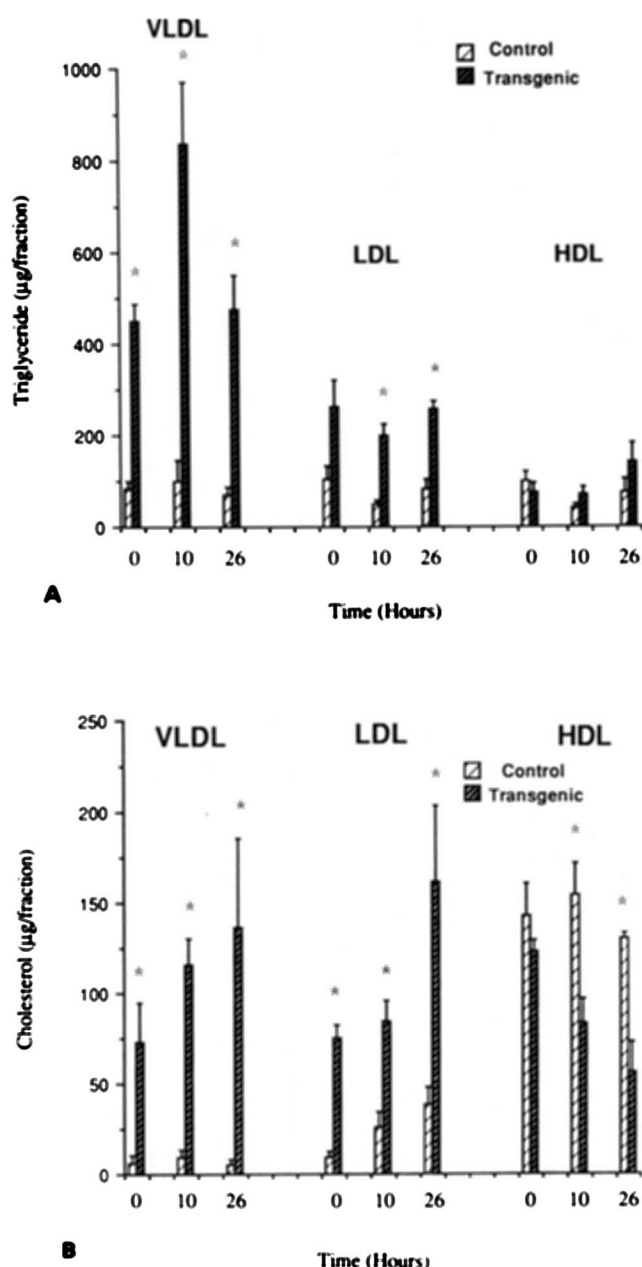 VLDL
Control
Transgenic
1000
800
600
400
200
0
Triglyceride (µg/fraction)
LDL
HDL
* * * * *
0 10 26 0 10 26 0 10 26
A
Time (Hours)
250
200
150
100
50
0
Cholesterol (µg/fraction)
VLDL LDL HDL
Control
Transgenic
* * * * * * * *
0 10 26 0 10 26 0 10 26
B
Time (Hours)